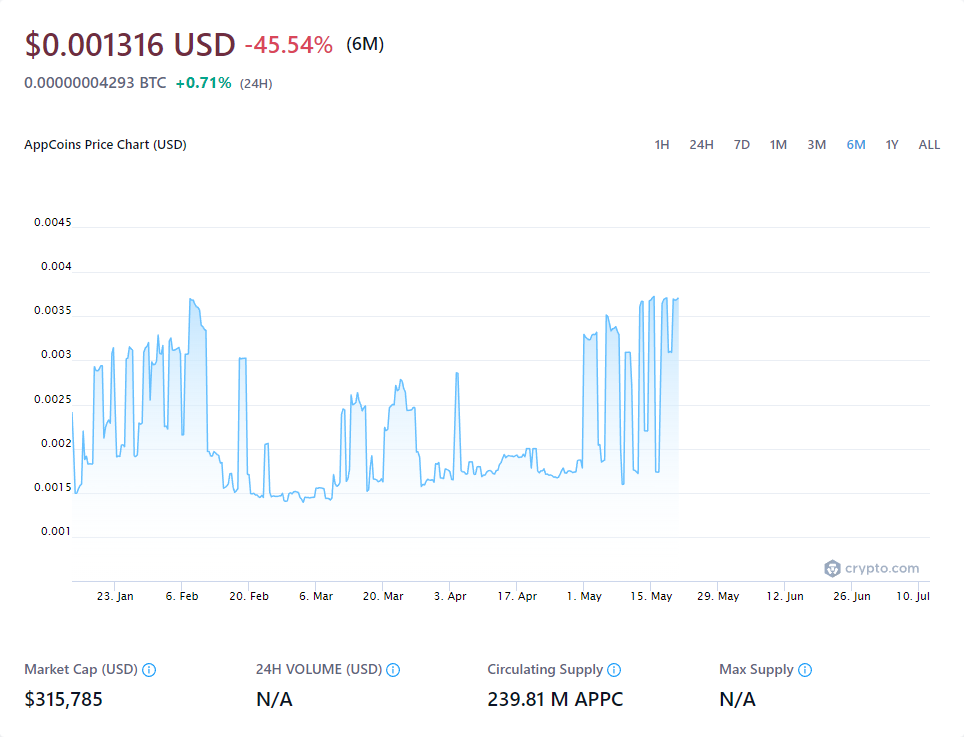 $0.001316 USD -45.54% (6M)
0.00000004293 BTC +0.71% (24H)
AppCoins Price Chart (USD) 1H 24H 7D 1M 3M 6M 1Y ALL
0.0045
0.004
0.0035
0.003
0.0025
0.002
0.0015
0.001
crypto.com
23. Jan 6. Feb 20. Feb 6. Mar 20. Mar 3. Apr 17. Apr 1. May 15. May 29. May 12. Jun 26. Jun 10. Jul
Market Cap (USD) 24H VOLUME (USD) Circulating Supply Max Supply
$315,785 N/A 239.81 M APPC N/A